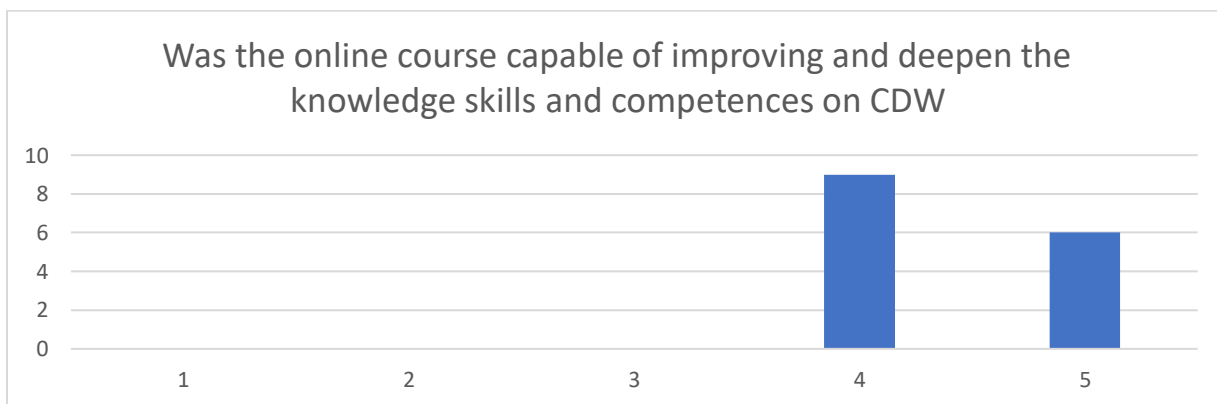 Was the online course capable of improving and deepen the
knowledge skills and competences on CDW
10
8
6
4
2
0
1 2 3 4 5